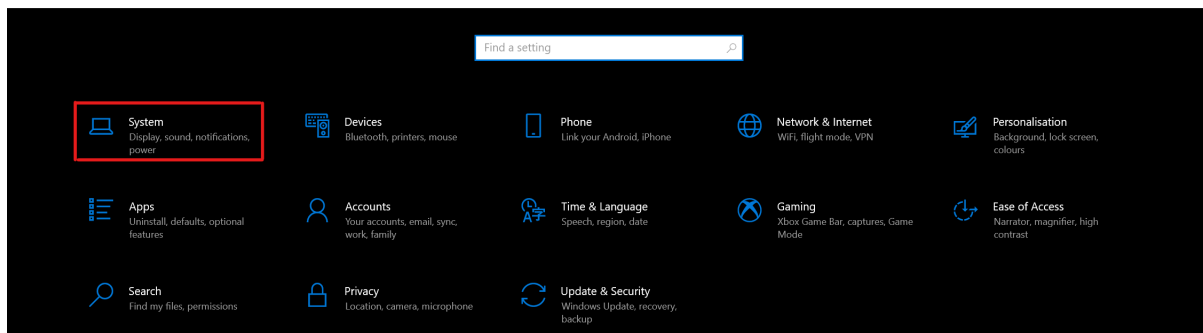 Find a setting
System
Display, sound, notifications,
power
Devices
Bluetooth, printers, mouse
Phone
Link your Android, iPhone
Network & Internet
WiFi, flight mode, VPN
Personalisation
Background, lock screen,
colours
Apps
Uninstall, defaults, optional
features
Accounts
Your accounts, email, sync,
work, family
Time & Language
Speech, region, date
Gaming
Xbox Game Bar, captures, Game
Mode
Ease of Access
Narrator, magnifier, high
contrast
Search
Find my files, permissions
Privacy
Location, camera, microphone
Update & Security
Windows Update, recovery,
backup